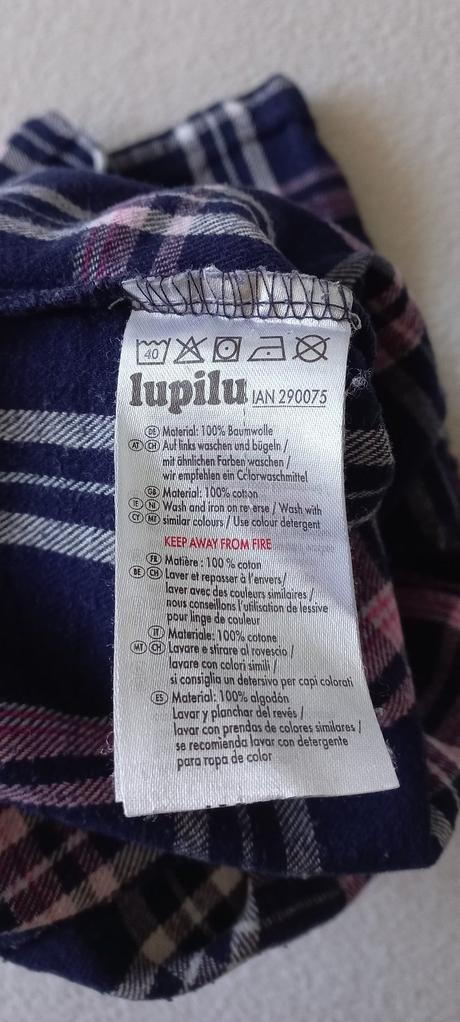 40
lupilu IAN 290075
DE Material: 100% Baumwolle
AT CH Auf links waschen und bügeln /
mit ähnlichen Farben waschen /
wir empfehlen ein Colorwaschmittel
GB Material: 100% cotton
IE NI Wash and iron on reverse / Wash with
CY MT similar colours / Use colour detergent
KEEP AWAY FROM FIRE
FR Matière : 100% coton
BE CH Laver et repasser à l'envers /
laver avec des couleurs similaires /
nous conseillons l'utilisation de lessive
pour linge de couleur
IT Materiale: 100% cotone
MT CH Lavare e stirare al rovescio /
lavare con colori simili /
si consiglia un detersivo per capi colorati
ES Material: 100% algodón
Lavar y planchar del revés /
lavar con prendas de colores similares /
se recomienda lavar con detergente
para ropa de color